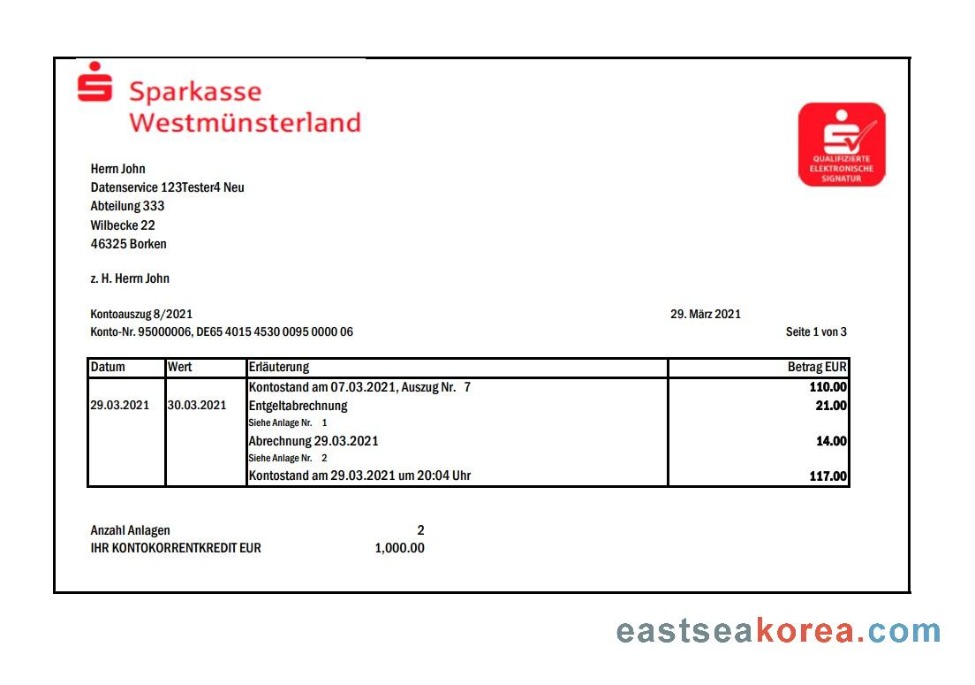 Sparkasse
Westmünsterland
QUALIFIZIERTE
ELEKTRONISCHE
SIGNATUR
Herrn John
Datenservice 123Tester4 Neu
Abteilung 333
Wilbecke 22
46325 Borken
z. H. Herrn John
Kontoauszug 8/2021 29. März 2021
Konto-Nr. 95000006, DE65 4015 4530 0095 0000 06 Seite 1 von 3
Datum Wert Erläuterung Betrag EUR
Kontostand am 07.03.2021, Auszug Nr. 7 110.00
29.03.2021 30.03.2021 Entgeltabrechnung 21.00
Siehe Anlage Nr. 1
Abrechnung 29.03.2021 14.00
Siehe Anlage Nr. 2
Kontostand am 29.03.2021 um 20:04 Uhr 117.00
Anzahl Anlagen 2
IHR KONTOKORRENTKREDIT EUR 1,000.00
eastseakorea.com